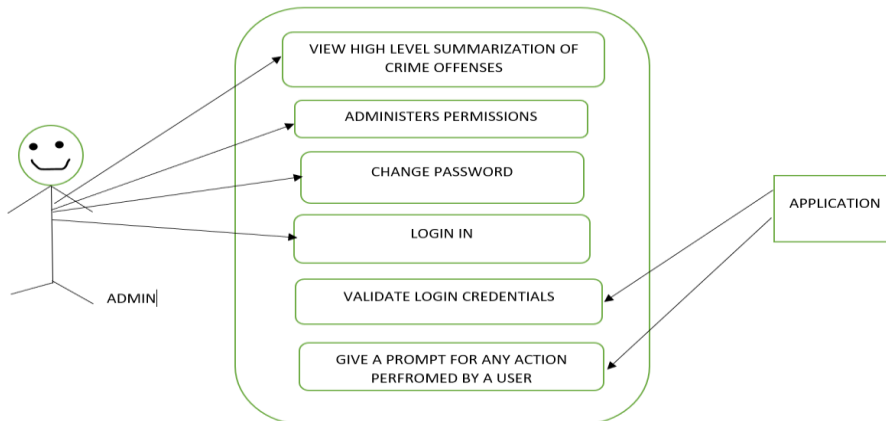 VIEW HIGH LEVEL SUMMARIZATION OF
CRIME OFFENSES
ADMINISTERS PERMISSIONS
CHANGE PASSWORD
LOGIN IN
VALIDATE LOGIN CREDENTIALS
GIVE A PROMPT FOR ANY ACTION
PERFROMED BY A USER
ADMIN
APPLICATION